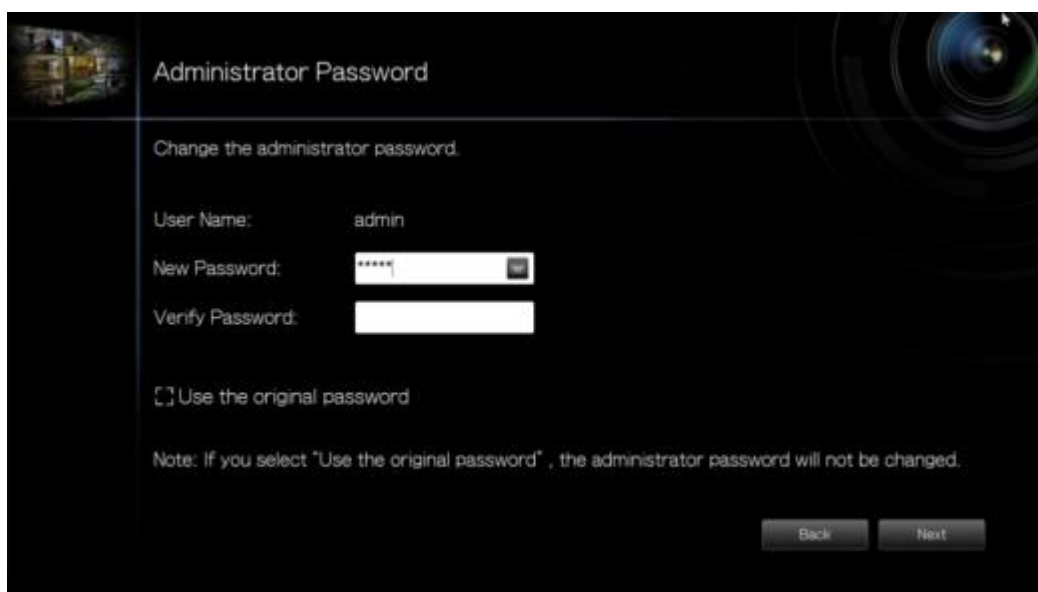 Administrator Password
Change the administrator password.
User Name: admin
New Password: *****
Verify Password:
Use the original password
Note: If you select "Use the original password" , the administrator password will not be changed.
Back Next